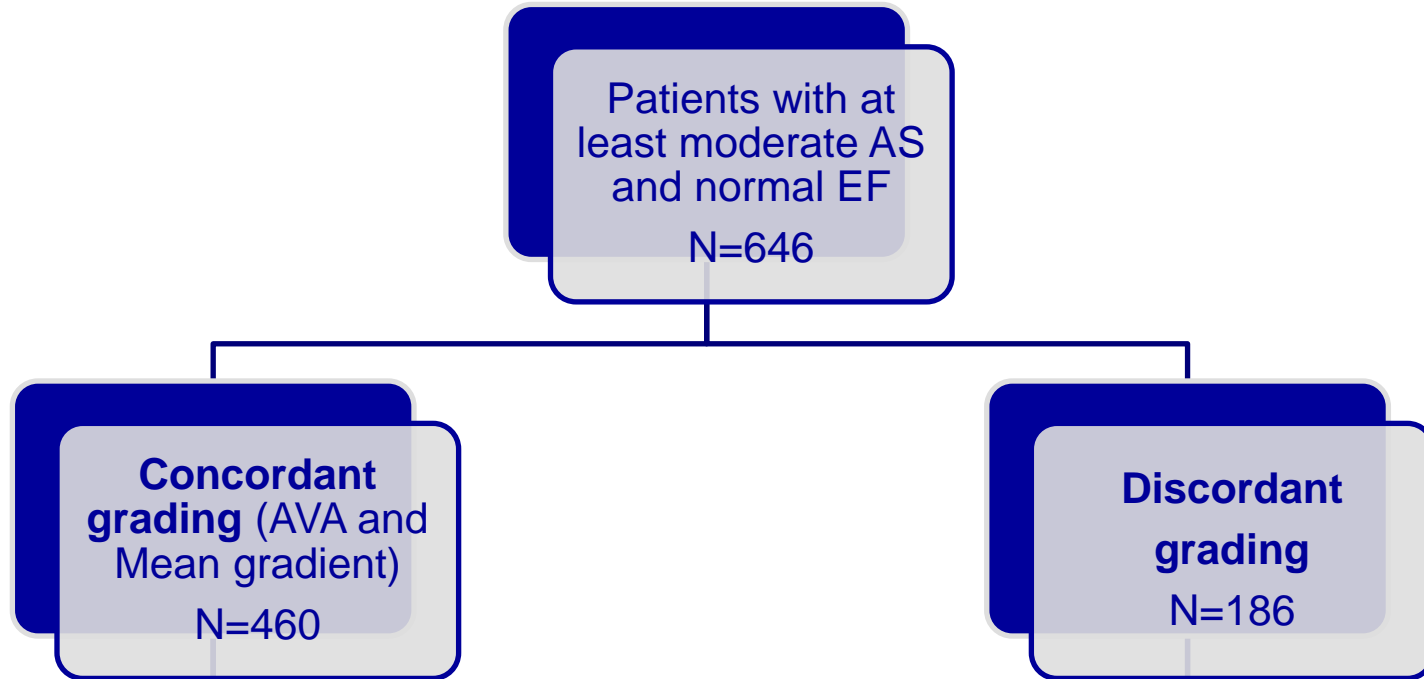 Patients with at
least moderate AS
and normal EF
N=646
Concordant
grading (AVA and
Mean gradient)
N=460
Discordant
grading
N=186